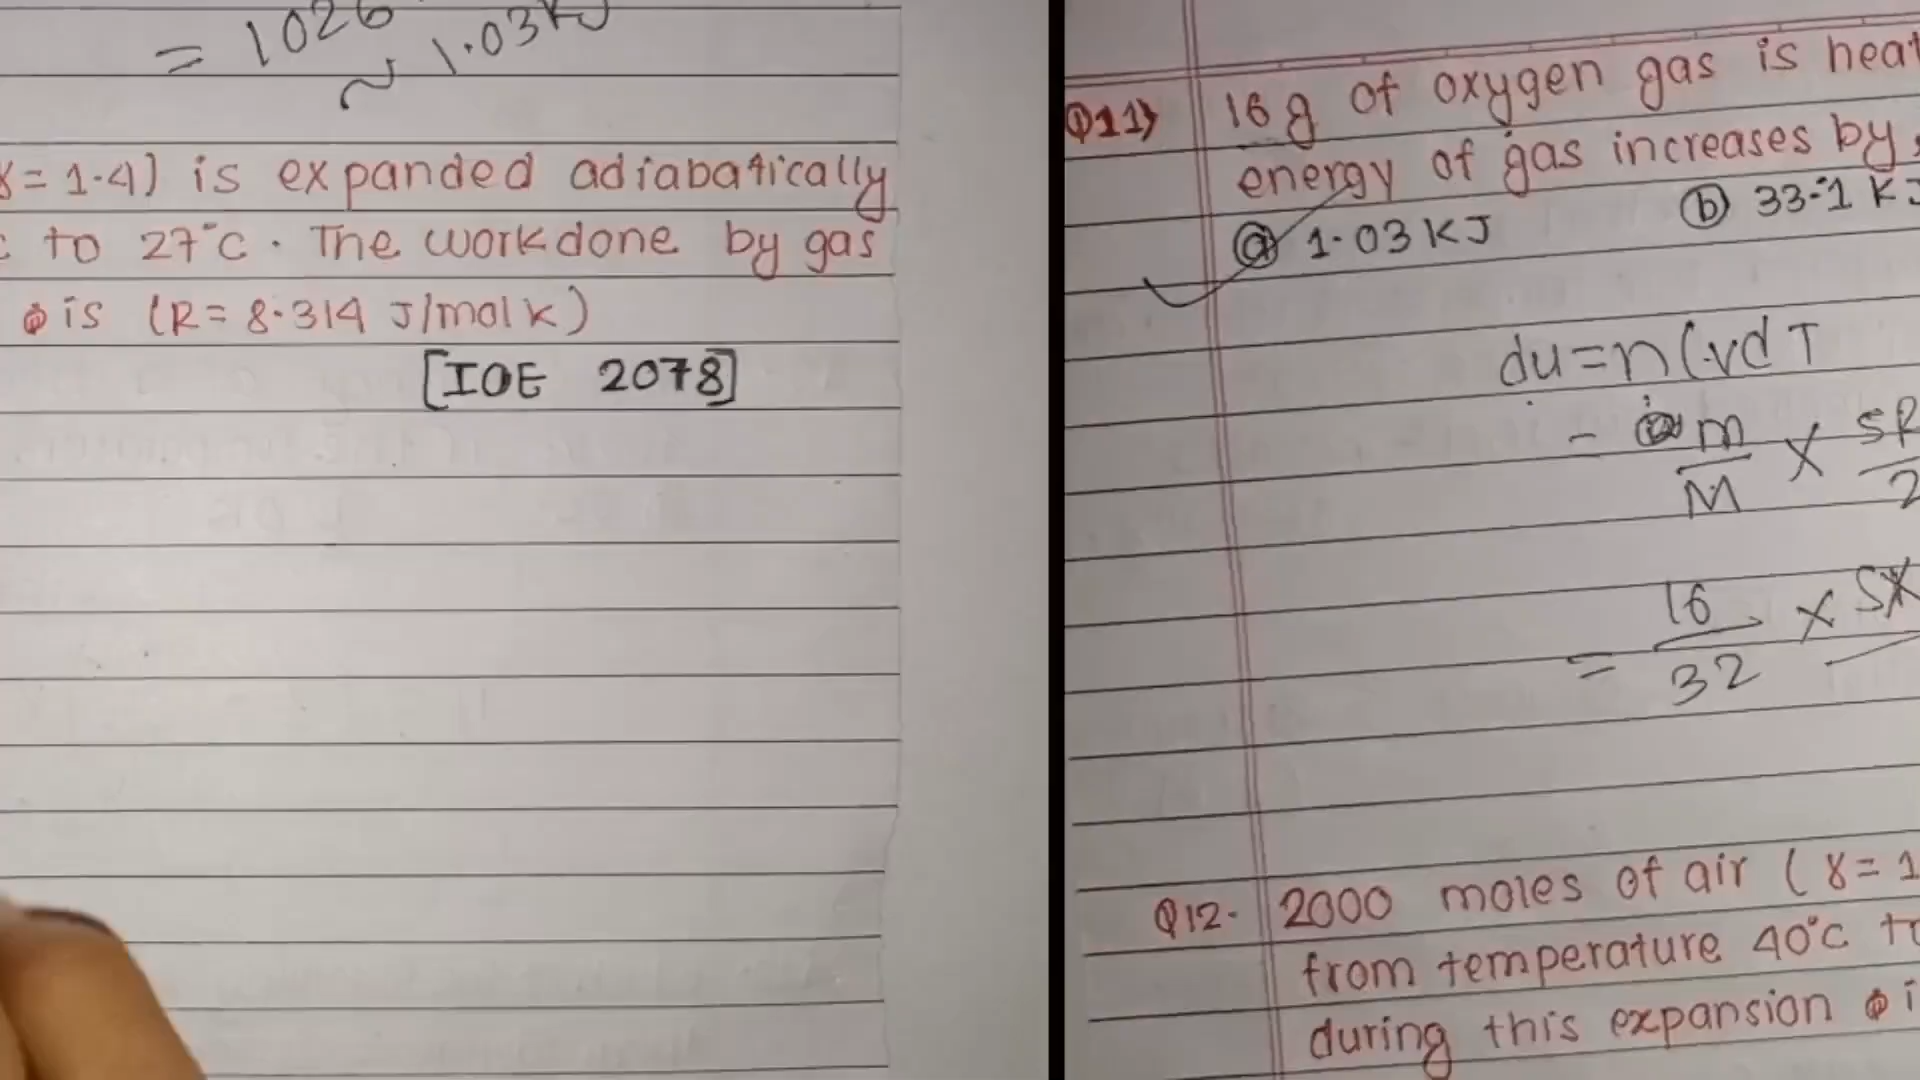 = 1026
~ 1.03KJ
γ = 1.4) is expanded adiabatically
c to 27°c. The workdone by gas
is (R = 8.314 J/mol k)
[IOE 2078]
Q11) 16 g of oxygen gas is heat
energy of gas increases by
(a) 1.03 KJ (b) 33.1 KJ
du = n Cv dT
= m/M × 5R/2
= 16/32 × 5×
Q12- 2000 moles of air (γ = 1
from temperature 40°c to
during this expansion i